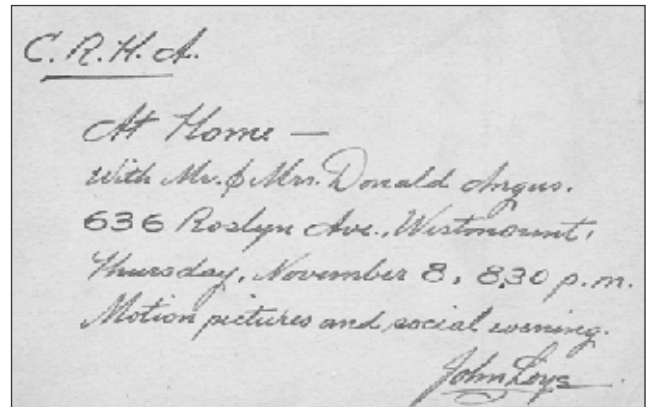 C.R.H.A.
At Home —
With Mr. & Mrs. Donald Angus.
636 Roslyn Ave., Westmount,
Thursday, November 8, 8.30 p.m.
Motion pictures and social evening.
John Loye